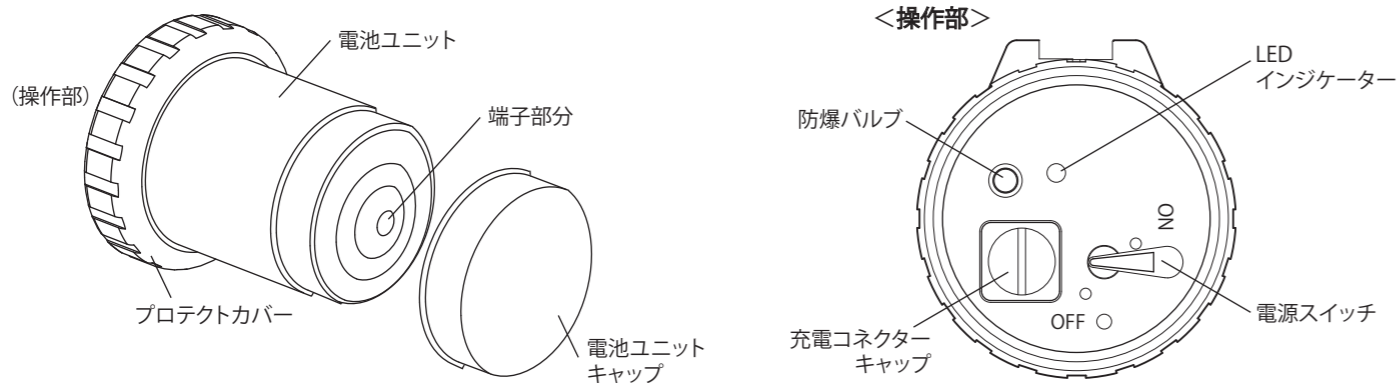 電池ユニット
(操作部)
端子部分
プロテクトカバー
電池ユニット
キャップ
＜操作部＞
LED
インジケーター
防爆バルブ
ON
OFF
電源スイッチ
充電コネクター
キャップ